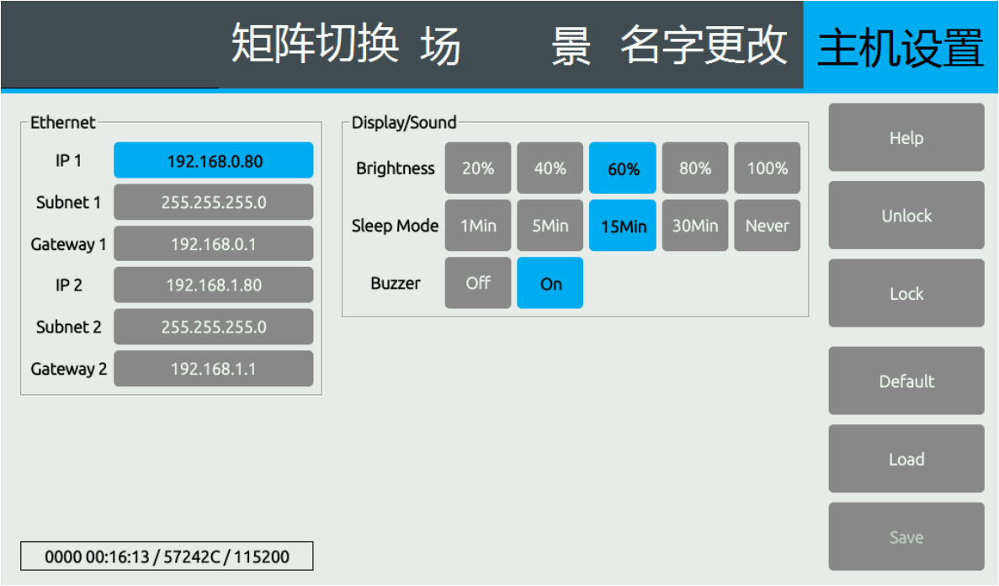 矩阵切换 场 景 名字更改 主机设置
Ethernet
IP 1 192.168.0.80
Subnet 1 255.255.255.0
Gateway 1 192.168.0.1
IP 2 192.168.1.80
Subnet 2 255.255.255.0
Gateway 2 192.168.1.1
Display/Sound
Brightness 20% 40% 60% 80% 100%
Sleep Mode 1Min 5Min 15Min 30Min Never
Buzzer Off On
Help
Unlock
Lock
Default
Load
Save
0000 00:16:13 / 57242C / 115200